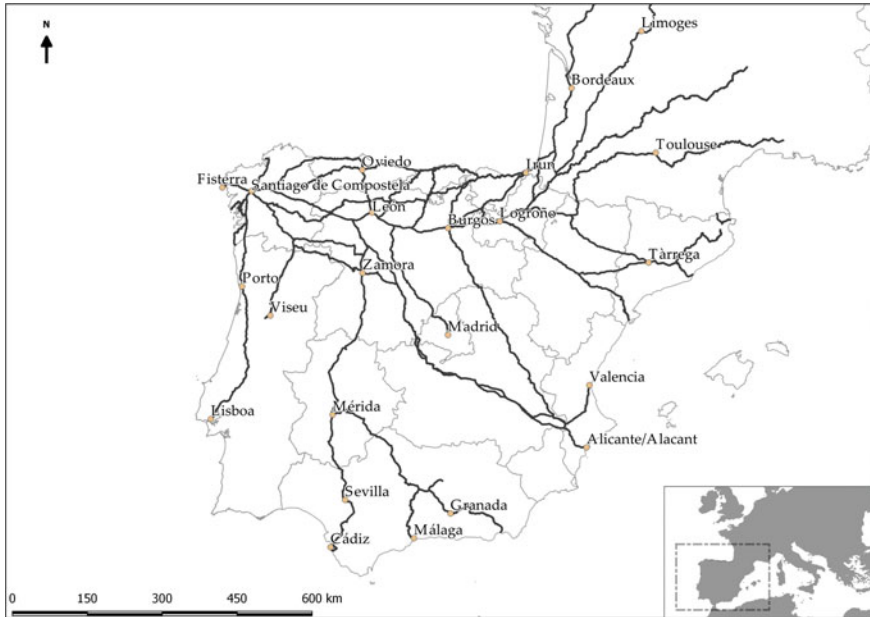 N
Limoges
Bordeaux
Toulouse
Oviedo
Irun
Fisterra
Santiago de Compostela
León
Burgos
Logroño
Zamora
Tàrrega
Porto
Viseu
Madrid
Valencia
Lisboa
Mérida
Alicante/Alacant
Sevilla
Granada
Cádiz
Málaga
0 150 300 450 600 km